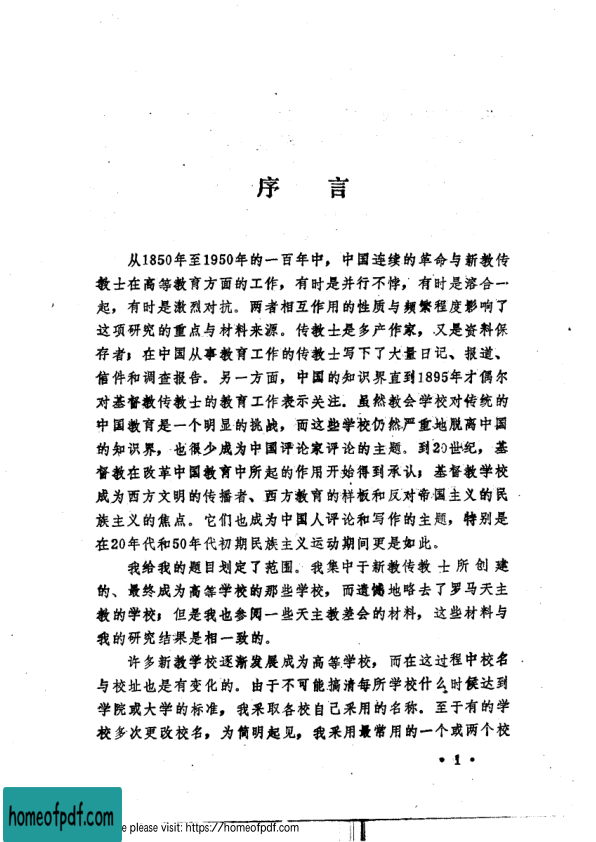 序 言
从1850年至1950年的一百年中，中国连续的革命与新教传
教士在高等教育方面的工作，有时是并行不悖，有时是溶合一
起，有时是激烈对抗。两者相互作用的性质与频繁程度影响了
这项研究的重点与材料来源。传教士是多产作家，又是资料保
存者；在中国从事教育工作的传教士写下了大量日记、报道、
信件和调查报告。另一方面，中国的知识界直到1895年才偶尔
对基督教传教士的教育工作表示关注。虽然教会学校对传统的
中国教育是一个明显的挑战，而这些学校仍然严重地脱离中国
的知识界，也很少成为中国评论家评论的主题。到20世纪，基
督教在改革中国教育中所起的作用开始得到承认；基督教学校
成为西方文明的传播者、西方教育的样板和反对帝国主义的民
族主义的焦点。它们也成为中国人评论和写作的主题，特别是
在20年代和50年代初期民族主义运动期间更是如此。
我给我的题目划定了范围。我集中于新教传教士所创建
的、最终成为高等学校的那些学校，而遗憾地略去了罗马天主
教的学校；但是我也参阅一些天主教差会的材料，这些材料与
我的研究结果是相一致的。
许多新教学校逐渐发展成为高等学校，而在这过程中校名
与校址也是有变化的。由于不可能搞清每所学校什么时候达到
学院或大学的标准，我采取各校自己采用的名称。至于有的学
校多次更改校名，为简明起见，我采用最常用的一个或两个校
• 1 •
homeofpdf.com
e please visit: https://homeofpdf.com